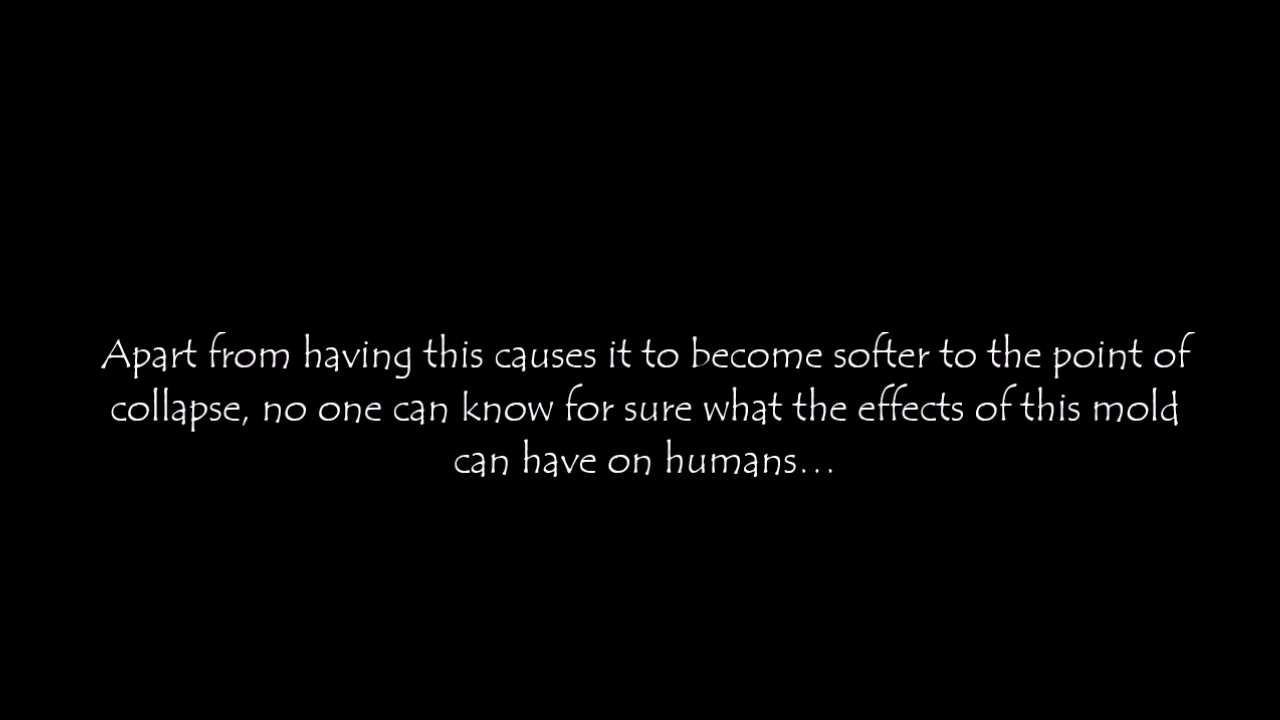 Apart from having this causes it to become softer to the point of
collapse, no one can know for sure what the effects of this mold
can have on humans...